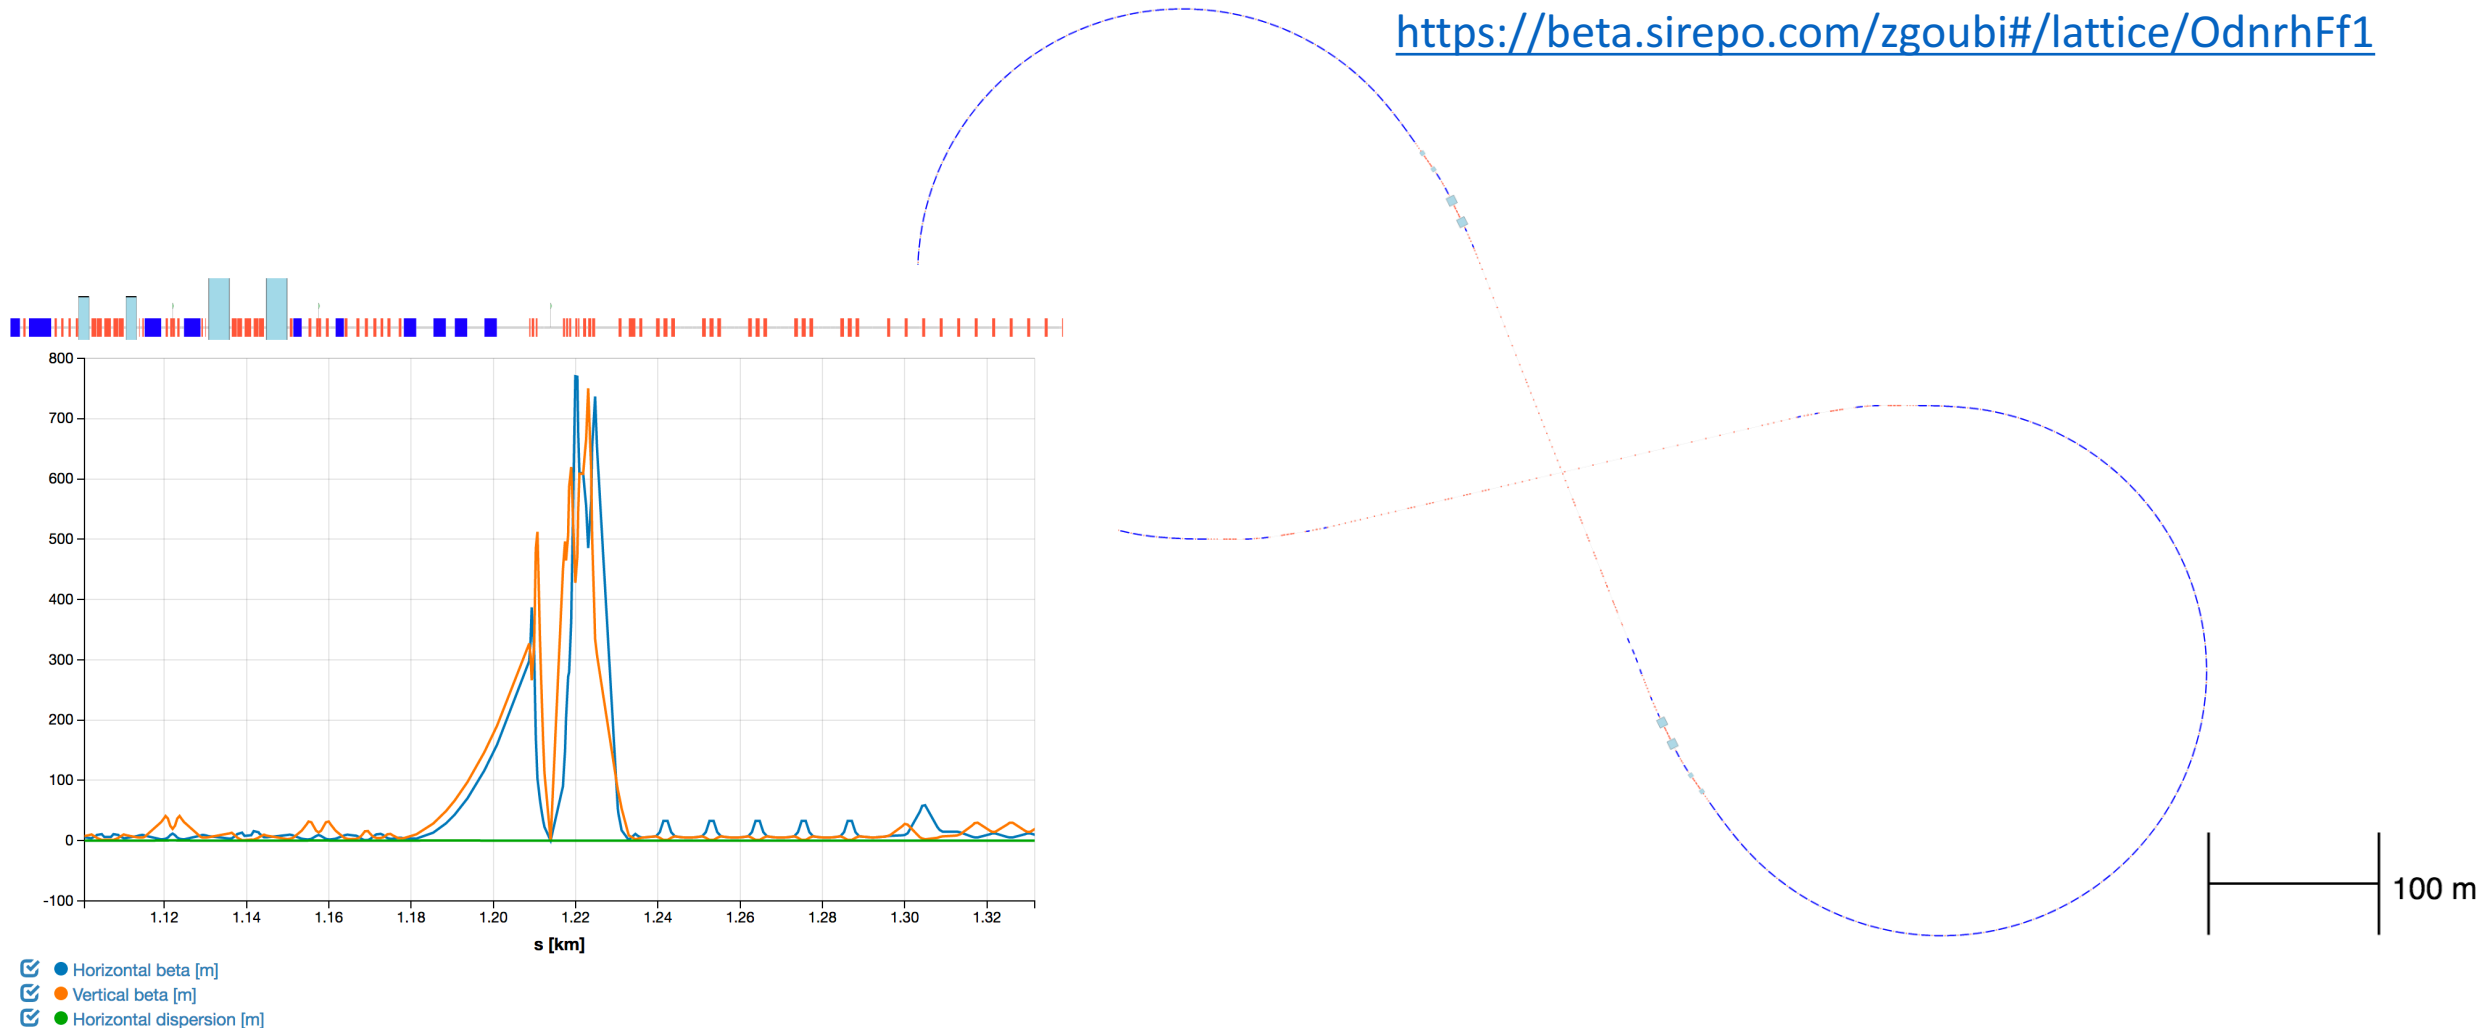 https://beta.sirepo.com/zgoubi#/lattice/OdnrhFf1
800
700
600
500
400
300
200
100
0
-100
1.12 1.14 1.16 1.18 1.20 1.22 1.24 1.26 1.28 1.30 1.32
s [km]
Horizontal beta [m]
Vertical beta [m]
Horizontal dispersion [m]
100 m